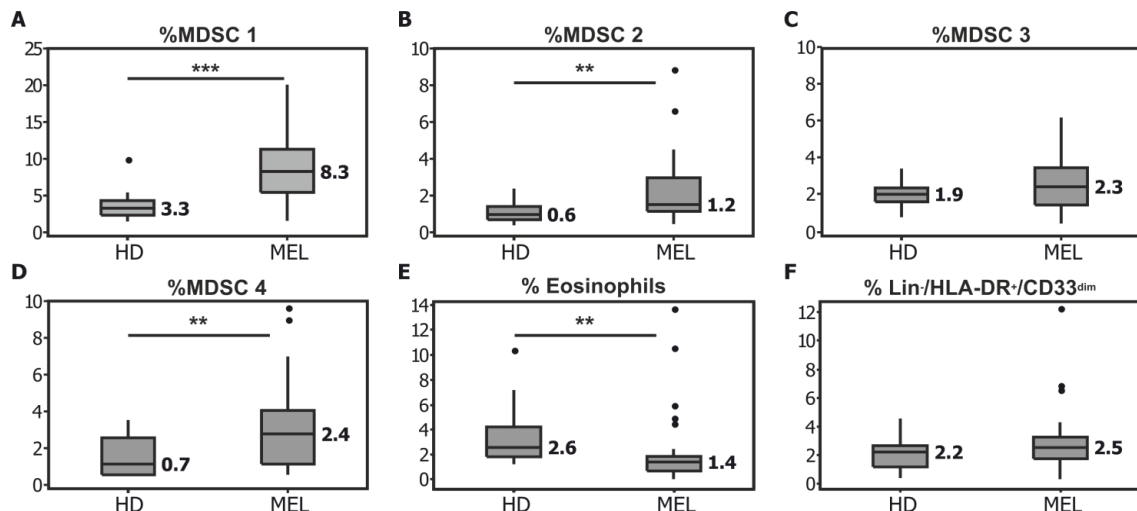 A
%MDSC 1
25
20
15
10
5
0
***
3.3
8.3
HD
MEL
B
%MDSC 2
10
8
6
4
2
0
**
0.6
1.2
HD
MEL
C
%MDSC 3
10
8
6
4
2
0
1.9
2.3
HD
MEL
D
%MDSC 4
10
8
6
4
2
0
**
0.7
2.4
HD
MEL
E
% Eosinophils
14
12
10
8
6
4
2
0
**
2.6
1.4
HD
MEL
F
% Lin-/HLA-DR+/CD33dim
12
10
8
6
4
2
0
2.2
2.5
HD
MEL